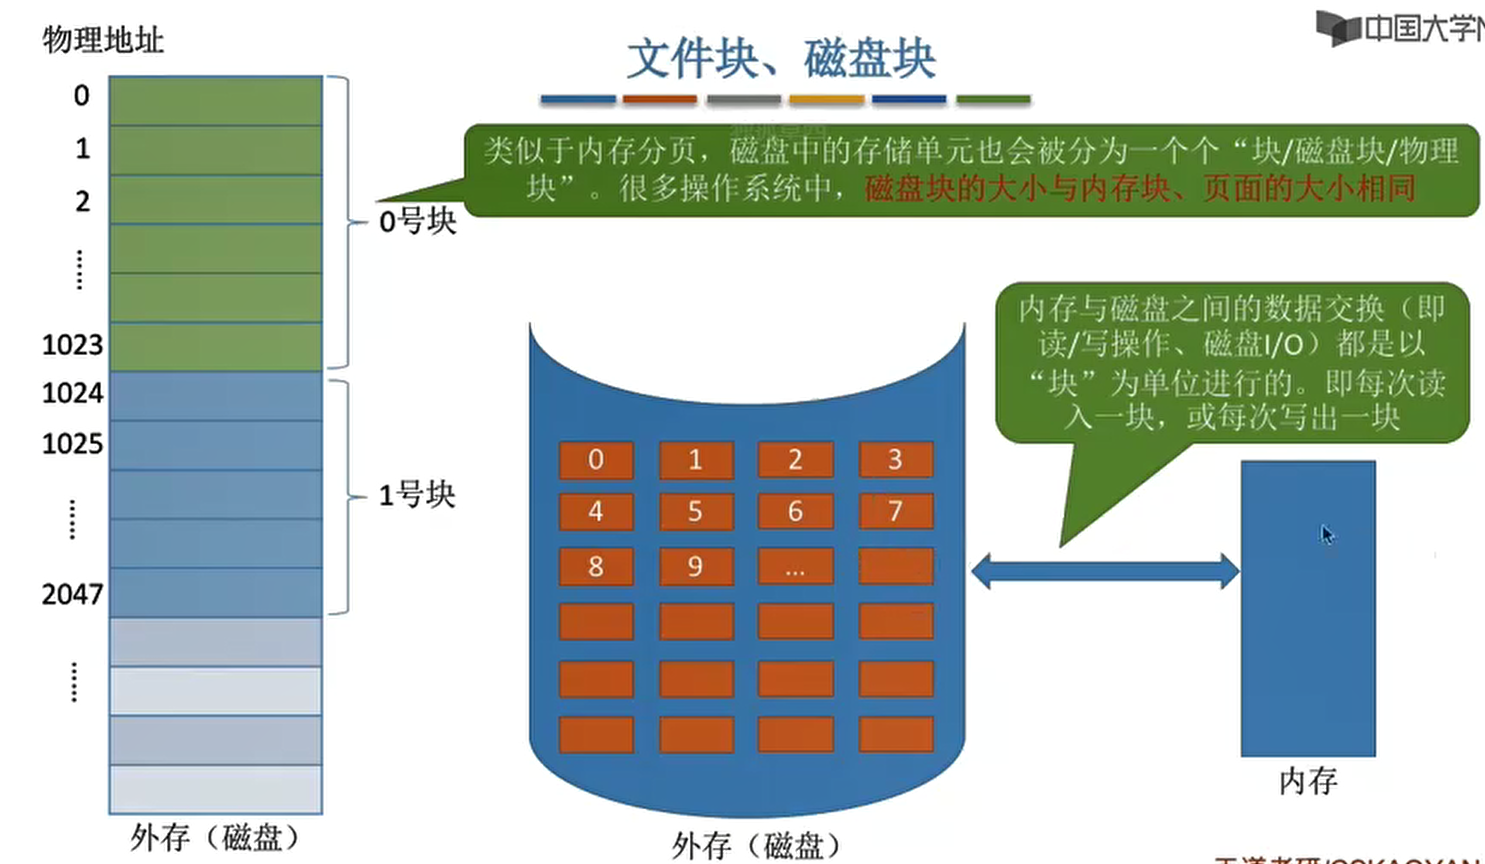 物理地址
中国大学
文件块、磁盘块
0
1
2
……
1023
1024
1025
……
2047
……
0号块
1号块
类似于内存分页，磁盘中的存储单元也会被分为一个个“块/磁盘块/物理
块”。很多操作系统中，磁盘块的大小与内存块、页面的大小相同
内存与磁盘之间的数据交换（即
读/写操作、磁盘I/O）都是以
“块”为单位进行的。即每次读
入一块，或每次写出一块
0 1 2 3
4 5 6 7
8 9 ...
内存
外存（磁盘）
外存（磁盘）